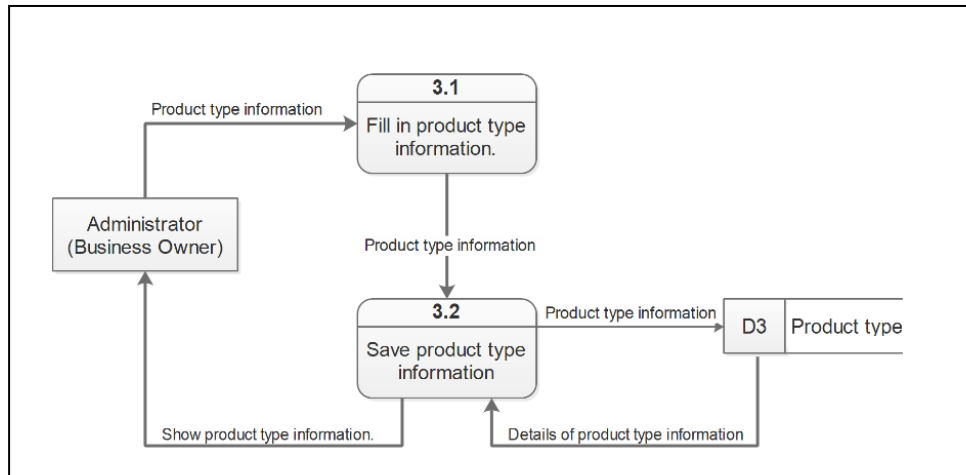 3.1
Product type information
Fill in product type
information.
Administrator
(Business Owner)
Product type information
3.2
Product type information
D3
Product type
Save product type
information
Show product type information.
Details of product type information